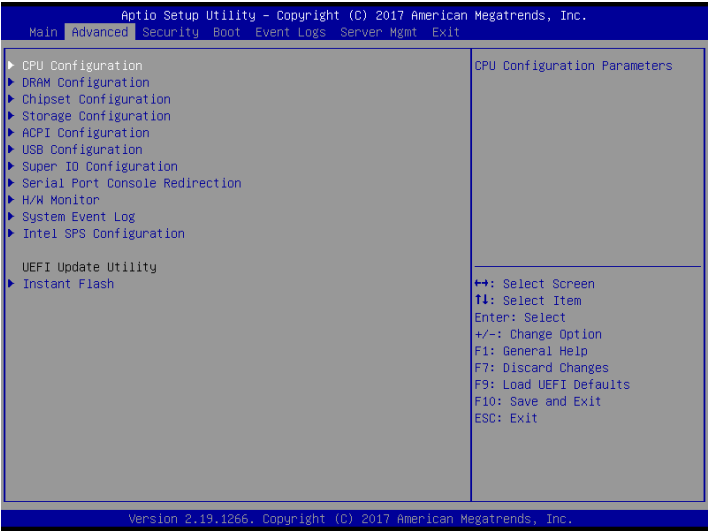 Aptio Setup Utility – Copyright (C) 2017 American Megatrends, Inc.
Main Advanced Security Boot Event Logs Server Mgmt Exit
CPU Configuration
DRAM Configuration
Chipset Configuration
Storage Configuration
ACPI Configuration
USB Configuration
Super IO Configuration
Serial Port Console Redirection
H/W Monitor
System Event Log
Intel SPS Configuration
UEFI Update Utility
Instant Flash
CPU Configuration Parameters
↔: Select Screen
↑↓: Select Item
Enter: Select
+/-: Change Option
F1: General Help
F7: Discard Changes
F9: Load UEFI Defaults
F10: Save and Exit
ESC: Exit
Version 2.19.1266. Copyright (C) 2017 American Megatrends, Inc.